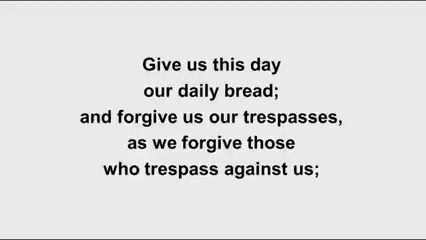 Give us this day
our daily bread;
and forgive us our trespasses,
as we forgive those
who trespass against us;